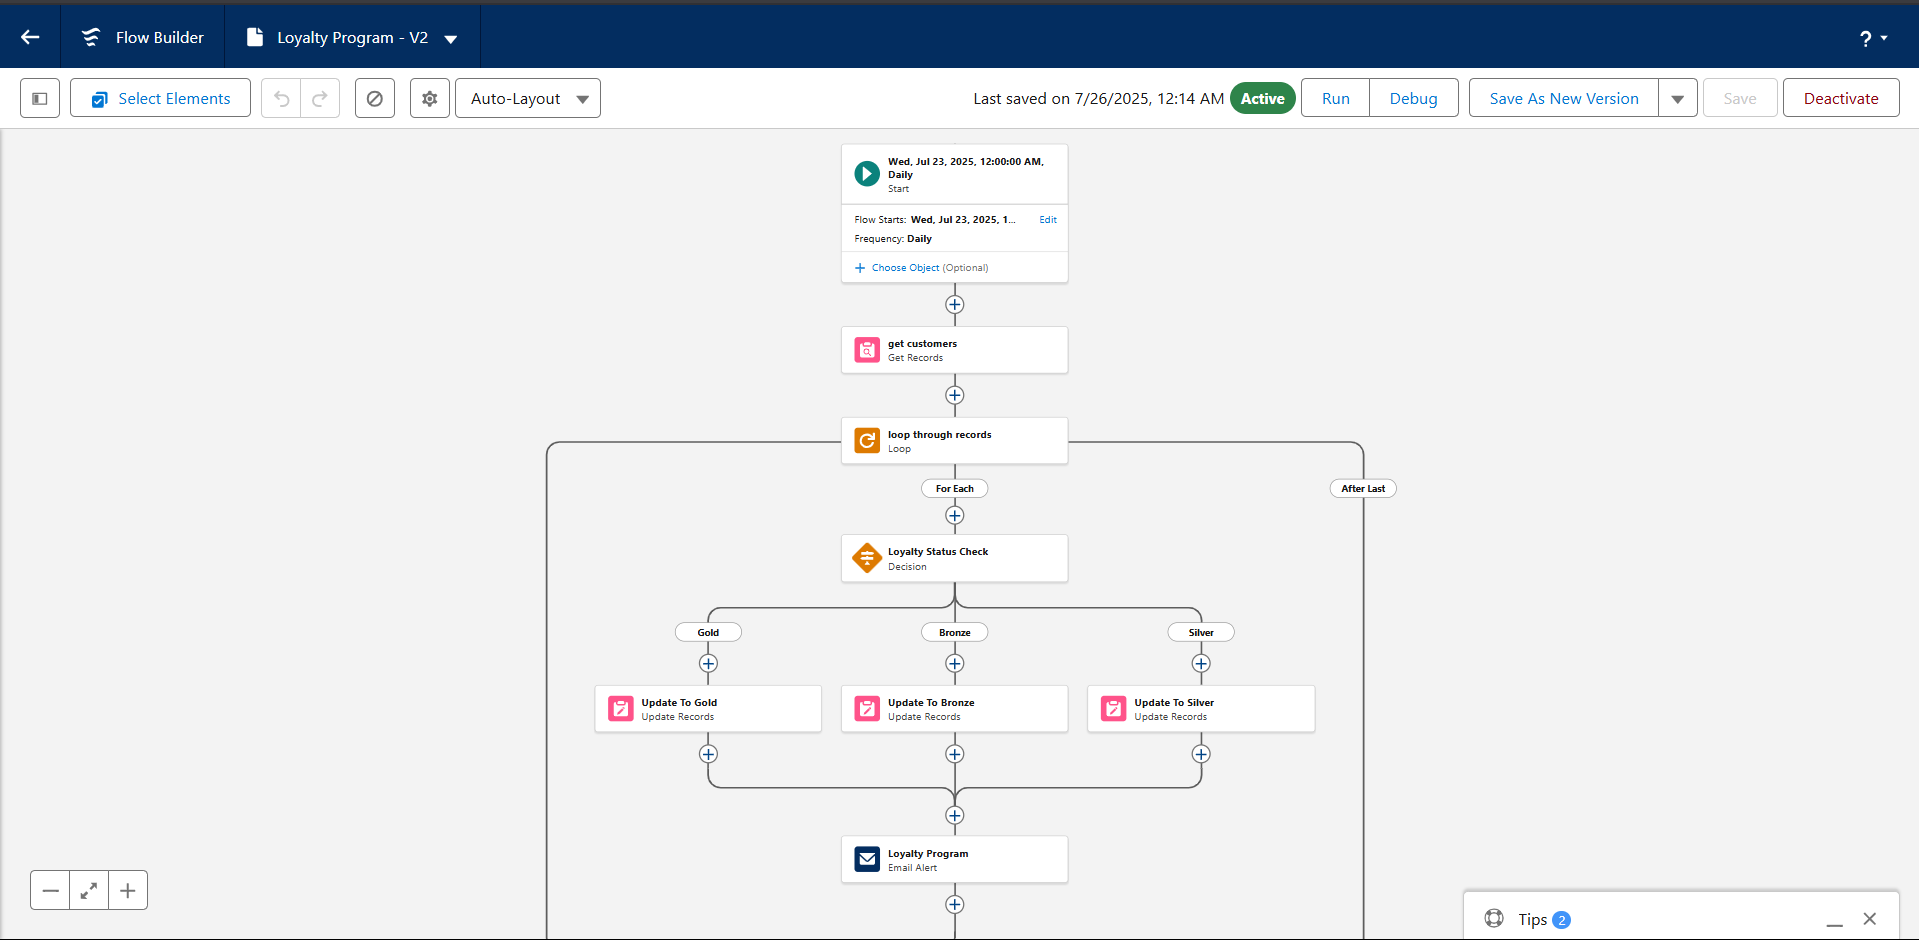 Flow Builder
Loyalty Program - V2
?
Select Elements
Auto-Layout
Last saved on 7/26/2025, 12:14 AM
Active
Run
Debug
Save As New Version
Save
Deactivate
Wed, Jul 23, 2025, 12:00:00 AM,
Daily
Start
Flow Starts: Wed, Jul 23, 2025, 1...
Edit
Frequency: Daily
Choose Object (Optional)
get customers
Get Records
loop through records
Loop
For Each
After Last
Loyalty Status Check
Decision
Gold
Bronze
Silver
Update To Gold
Update Records
Update To Bronze
Update Records
Update To Silver
Update Records
Loyalty Program
Email Alert
Tips 2